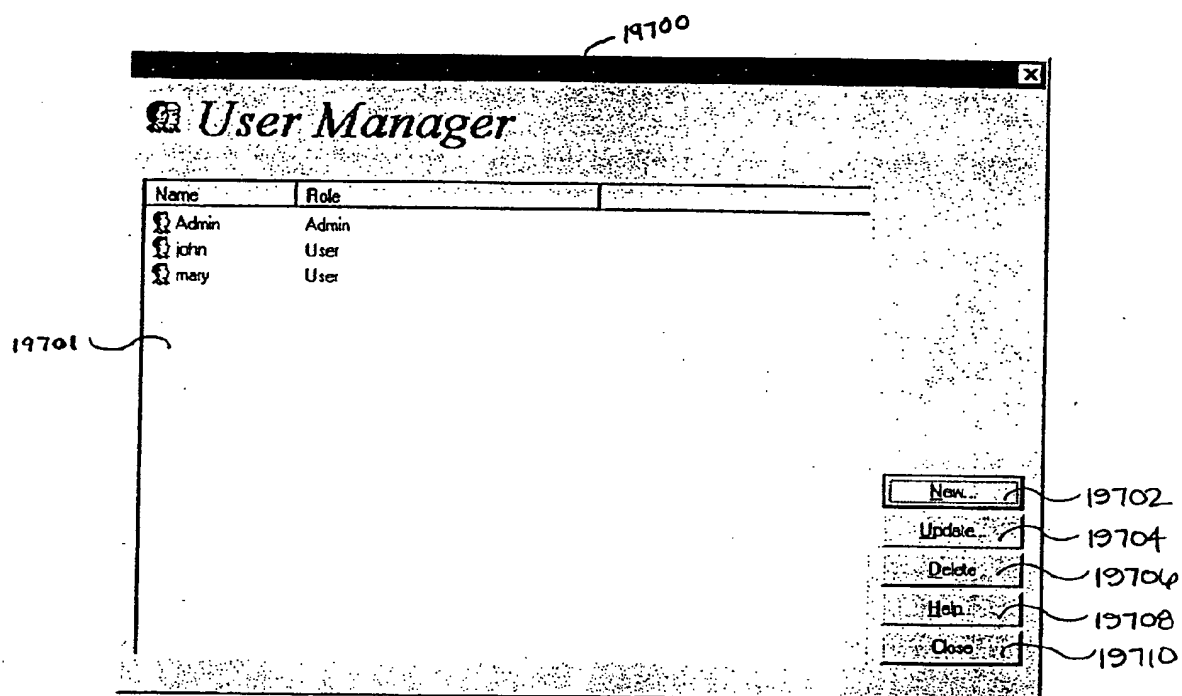 19700
User Manager
Name Role
Admin Admin
john User
mary User
19701
New... 19702
Update... 19704
Delete 19706
Help... 19708
Close 19710